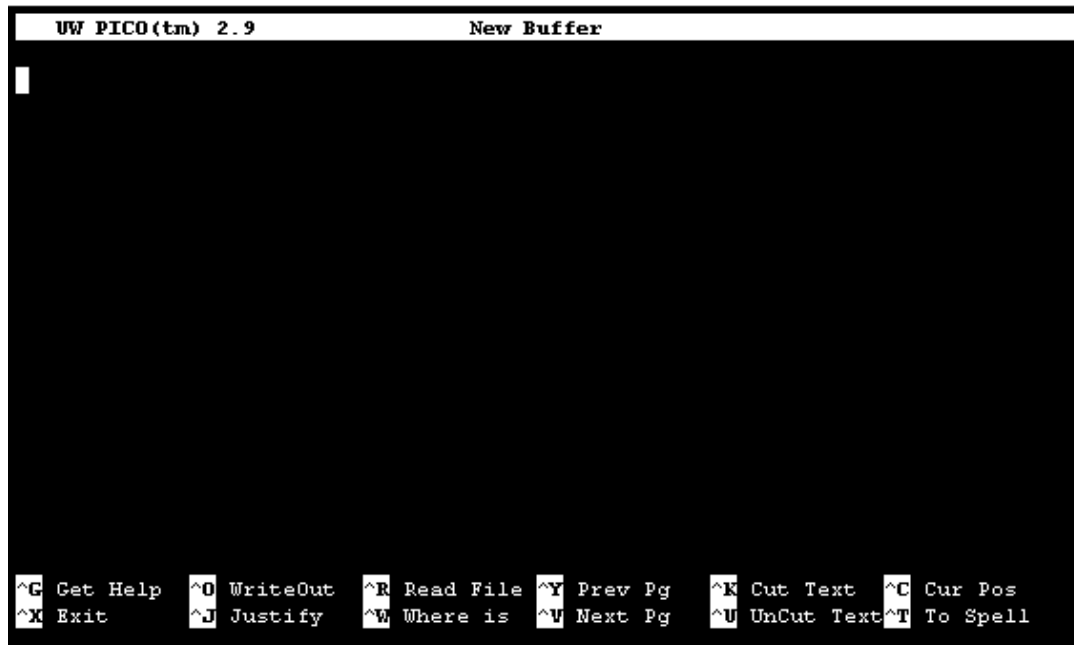 UW PICO(tm) 2.9 New Buffer
^G Get Help ^O WriteOut ^R Read File ^Y Prev Pg ^K Cut Text ^C Cur Pos
^X Exit ^J Justify ^W Where is ^V Next Pg ^U UnCut Text ^T To Spell